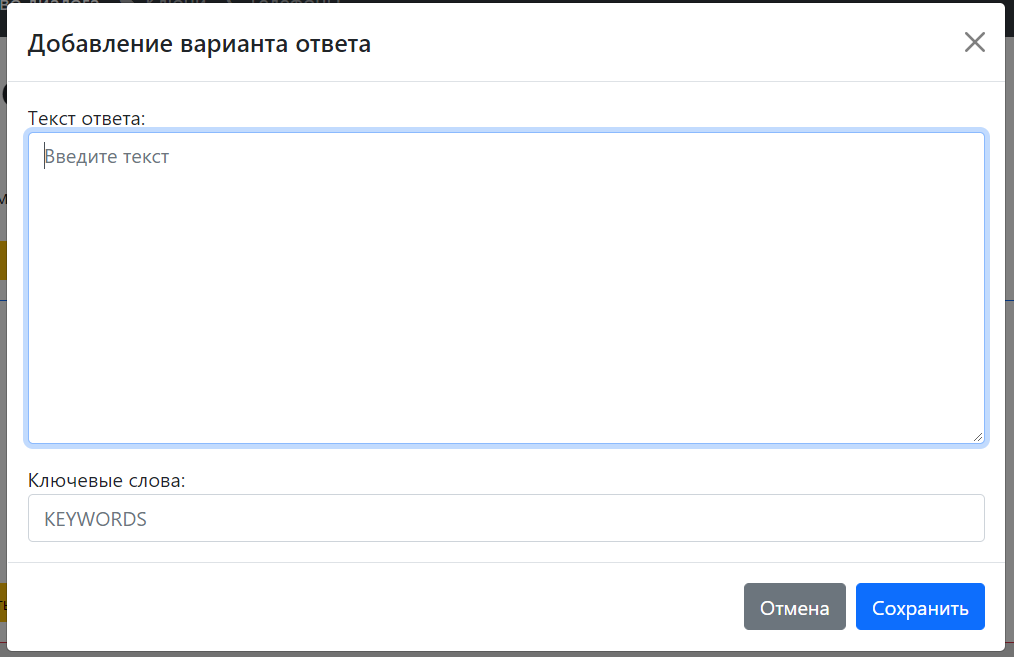 Добавление варианта ответа
Текст ответа:
Введите текст
Ключевые слова:
KEYWORDS
Отмена
Сохранить